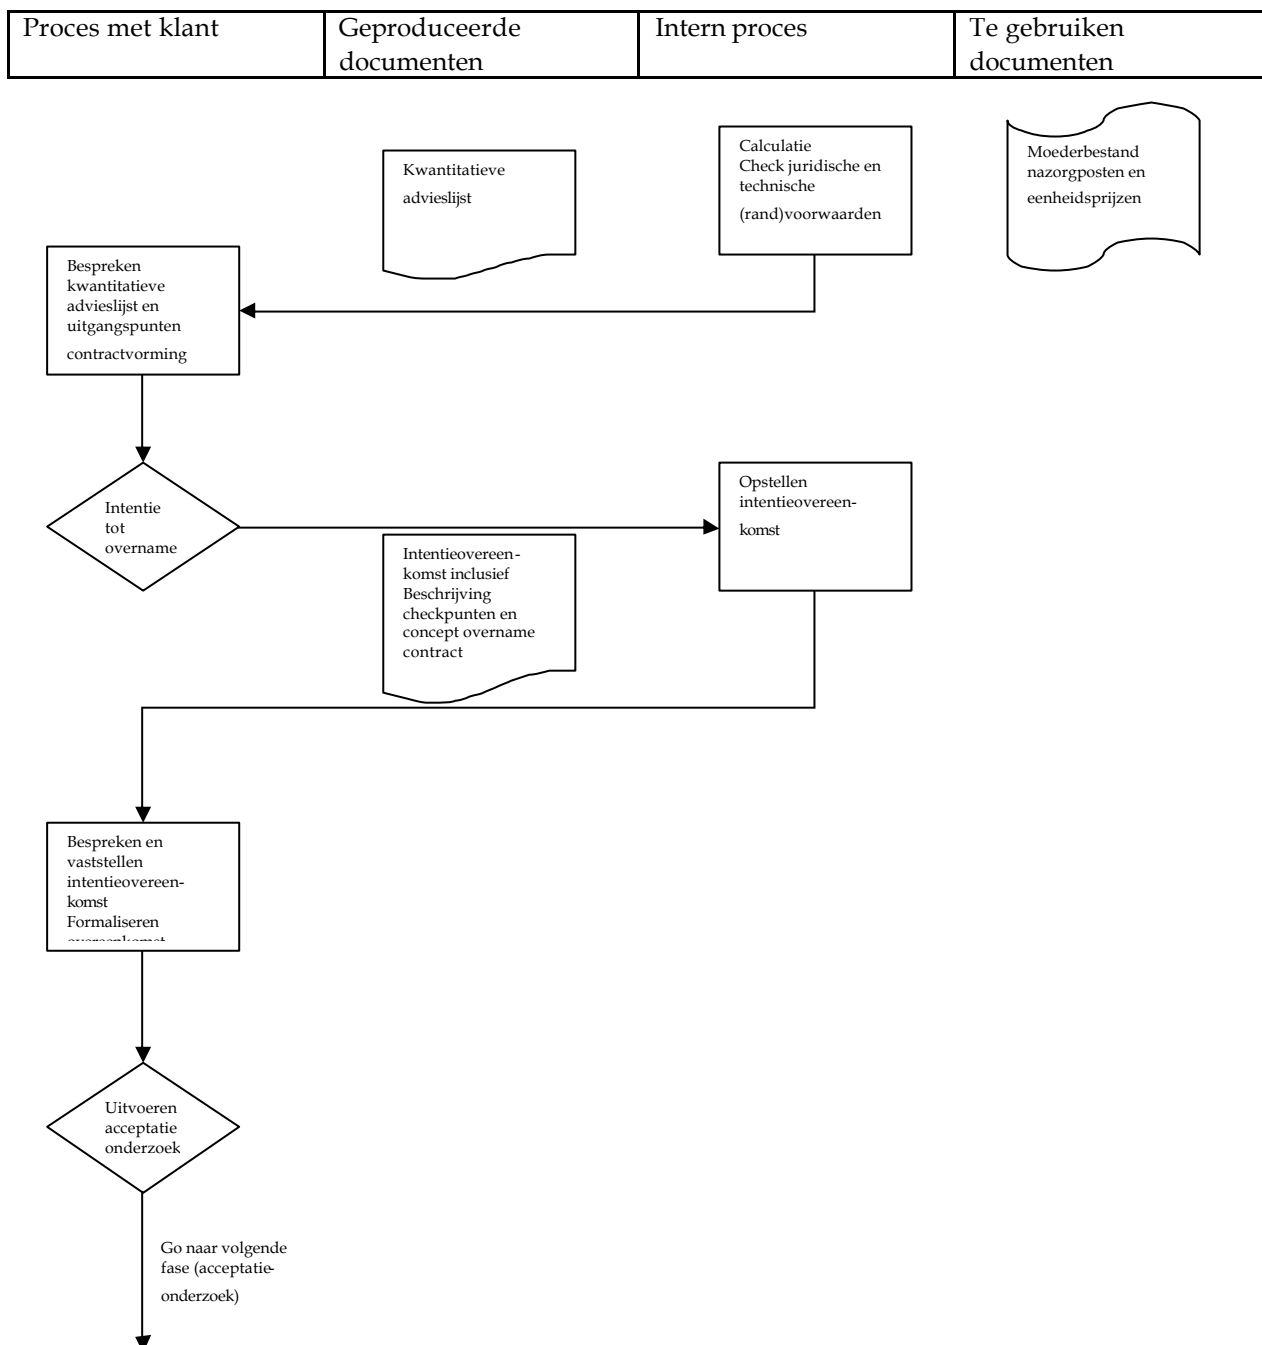 Proces met klant
Geproduceerde
documenten
Intern proces
Te gebruiken
documenten
Kwantitatieve
advieslijst
Calculatie
Check juridische en
technische
(rand)voorwaarden
Moederbestand
nazorgposten en
eenheidsprijzen
Bespreken
kwantitatieve
advieslijst en
uitgangspunten
contractvorming
Intentie
tot
overname
Opstellen
intentieovereen-
komst
Intentieovereen-
komst inclusief
Beschrijving
checkpunten en
concept overname
contract
Bespreken en
vaststellen
intentieovereen-
komst
Formaliseren
overeenkomst
Uitvoeren
acceptatie
onderzoek
Go naar volgende
fase (acceptatie-
onderzoek)